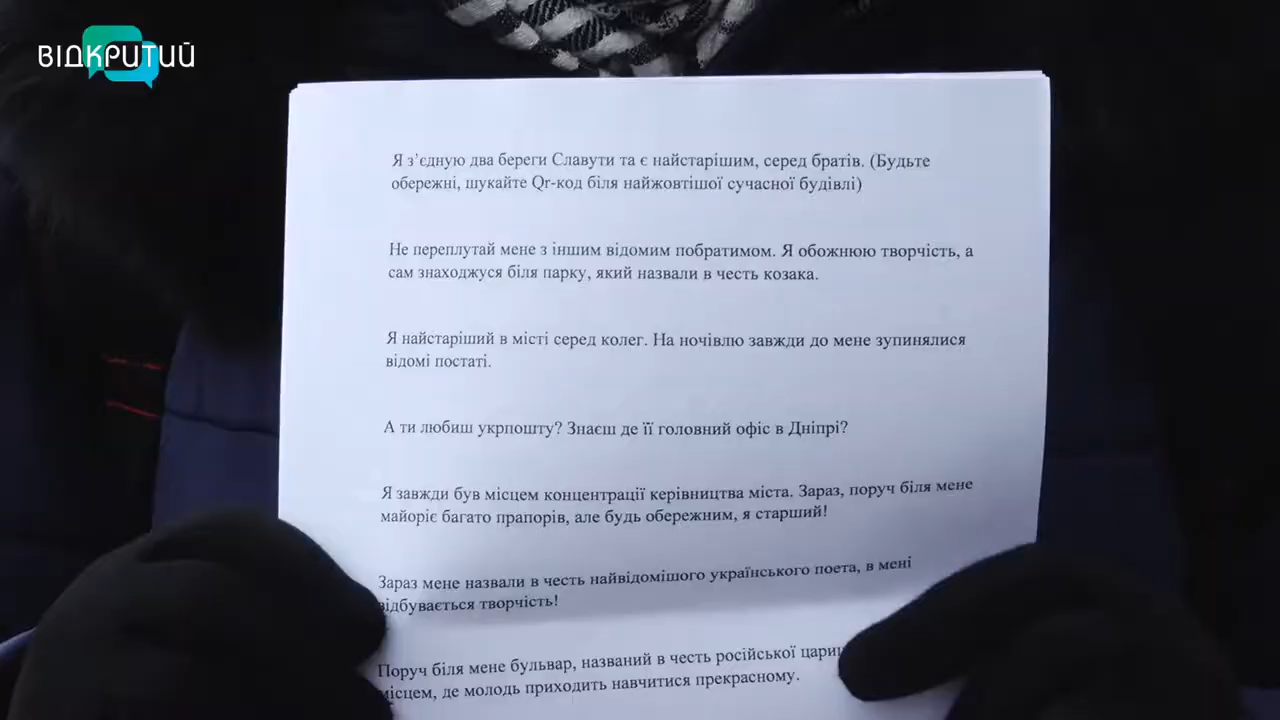 ВІДКРИТИЙ
Я з’єдную два береги Славути та є найстарішим, серед братів. (Будьте
обережні, шукайте Qr-код біля найжовтішої сучасної будівлі)
Не переплутай мене з іншим відомим побратимом. Я обожнюю творчість, а
сам знаходжуся біля парку, який назвали в честь козака.
Я найстаріший в місті серед колег. На ночівлю завжди до мене зупинялися
відомі постаті.
А ти любиш укрпошту? Знаєш де її головний офіс в Дніпрі?
Я завжди був місцем концентрації керівництва міста. Зараз, поруч біля мене
майоріє багато прапорів, але будь обережним, я старший!
Зараз мене назвали в честь найвідомішого українського поета, в мені
відбувається творчість!
Поруч біля мене бульвар, названий в честь російської
місцем, де молодь приходить навчитися прекрасному.